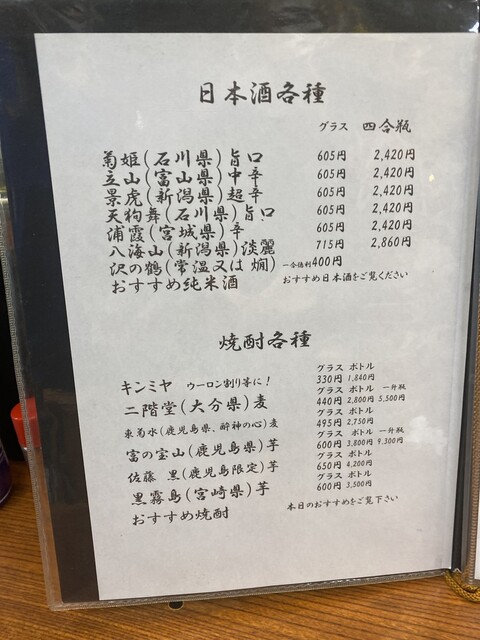 日本酒各種
グラス 四合瓶
菊姫(石川県)旨口 605円 2,420円
立山(富山県)中辛 605円 2,420円
景虎(新潟県)超辛 605円 2,420円
天狗舞(石川県)旨口 605円 2,420円
浦霞(宮城県)辛 605円 2,420円
八海山(新潟県)淡麗 715円 2,860円
沢の鶴(常温又は燗) 一合徳利400円
おすすめ純米酒 おすすめ日本酒をご覧ください
焼酎各種
グラス ボトル
キンミヤ ウーロン割り等に! 330円 1,840円
グラス ボトル 一升瓶
二階堂(大分県)麦 440円 2,800円 5,500円
グラス ボトル
東菊水(鹿児島県、酔神の心)麦 495円 2,750円
グラス ボトル 一升瓶
富の宝山(鹿児島県)芋 600円 3,800円 9,300円
グラス ボトル
佐藤 黒(鹿児島限定)芋 650円 4,200円
グラス ボトル
黒霧島(宮崎県)芋 600円 3,500円
おすすめ焼酎 本日のおすすめをご覧下さい